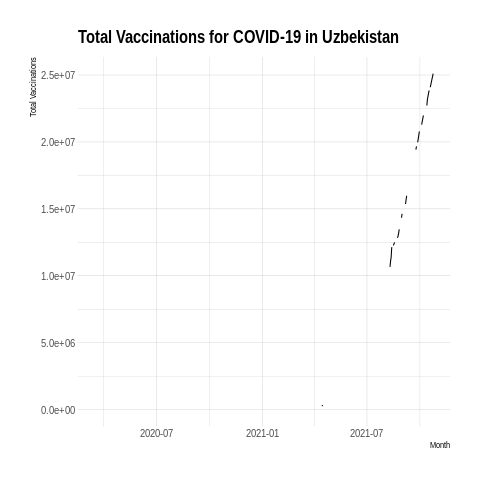 Total Vaccinations for COVID-19 in Uzbekistan
Total Vaccinations
2.5e+07
2.0e+07
1.5e+07
1.0e+07
5.0e+06
0.0e+00
2020-07
2021-01
2021-07
Month